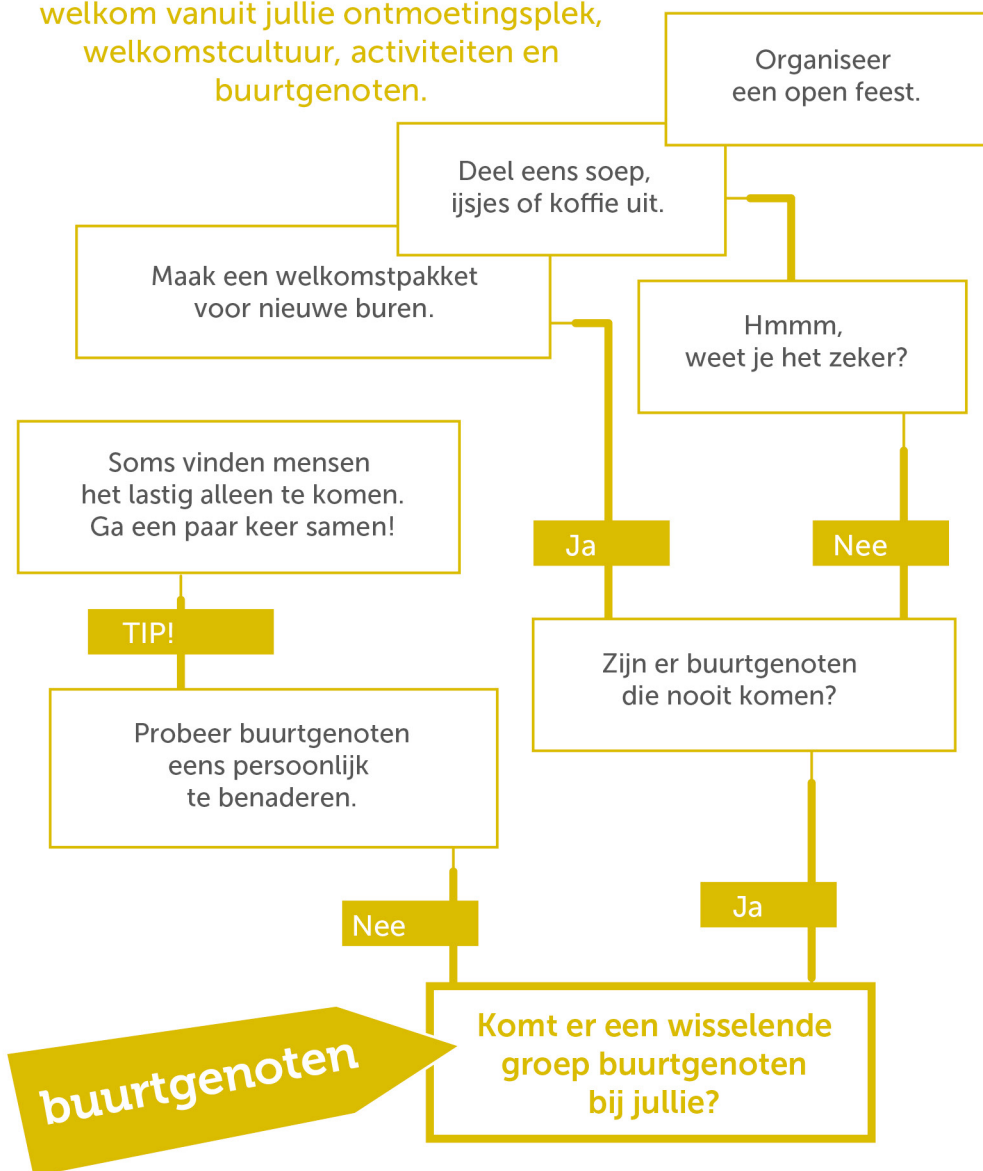 welkom vanuit jullie ontmoetingsplek,
welkomstcultuur, activiteiten en
buurtgenoten.
Organiseer
een open feest.
Deel eens soep,
ijsjes of koffie uit.
Maak een welkomstpakket
voor nieuwe buren.
Hmmm,
weet je het zeker?
Soms vinden mensen
het lastig alleen te komen.
Ga een paar keer samen!
Ja
Nee
TIP!
Zijn er buurtgenoten
die nooit komen?
Probeer buurtgenoten
eens persoonlijk
te benaderen.
Nee
Ja
buurtgenoten
Komt er een wisselende
groep buurtgenoten
bij jullie?